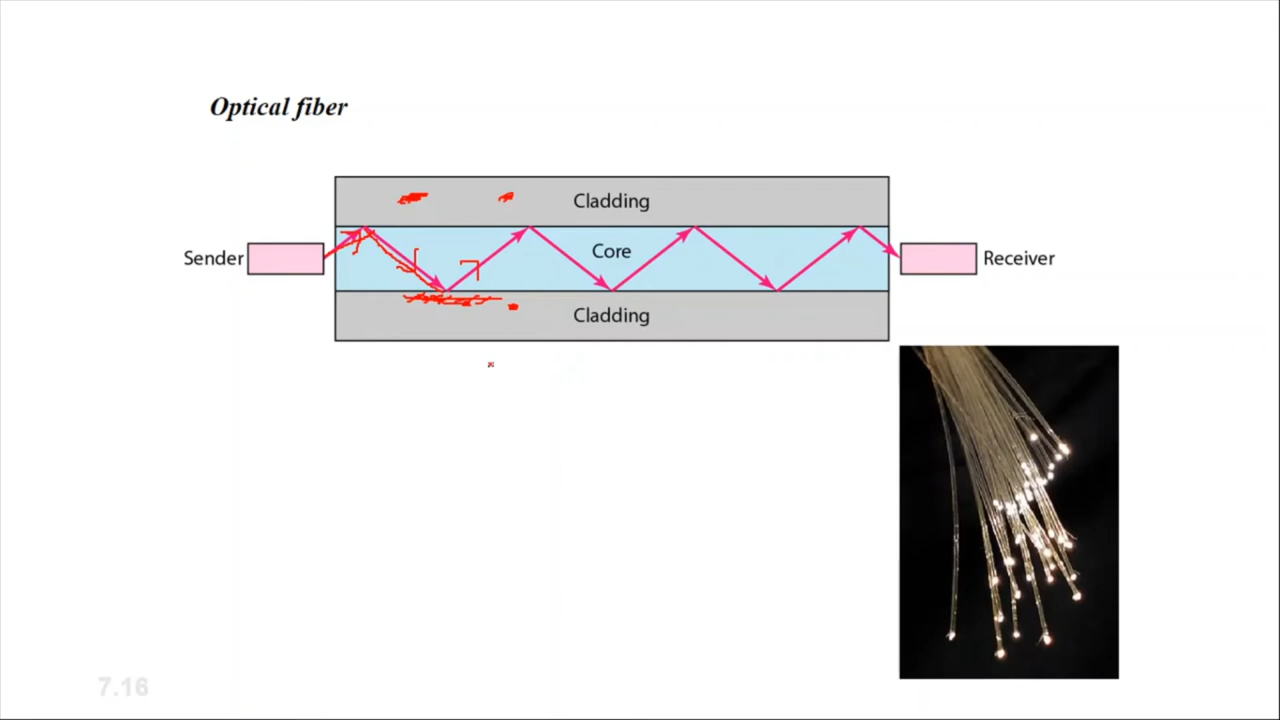 Optical fiber
Cladding
Sender
Core
Receiver
Cladding
7.16